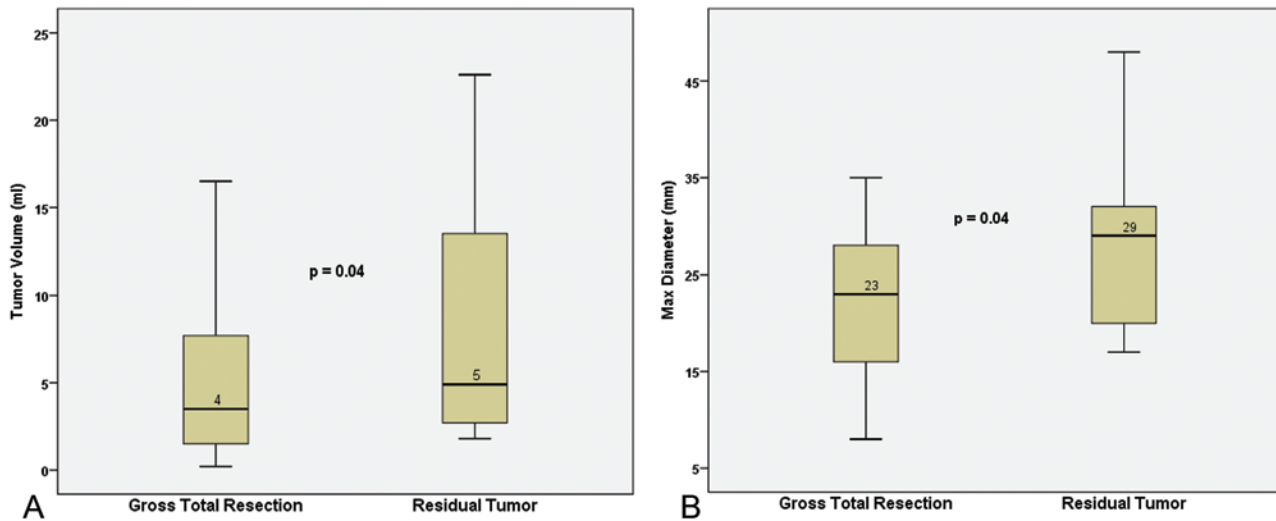 25
20
15
10
5
0
Tumor Volume (ml)
p = 0.04
4
5
Gross Total Resection Residual Tumor
A
45
35
25
15
5
Max Diameter (mm)
p = 0.04
23
29
Gross Total Resection Residual Tumor
B